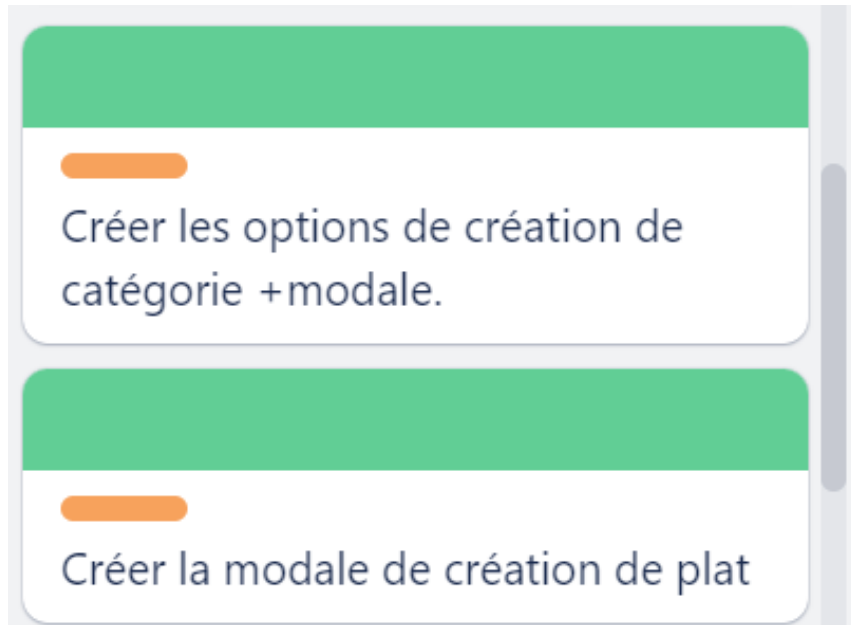 Créer les options de création de
catégorie +modale.
Créer la modale de création de plat